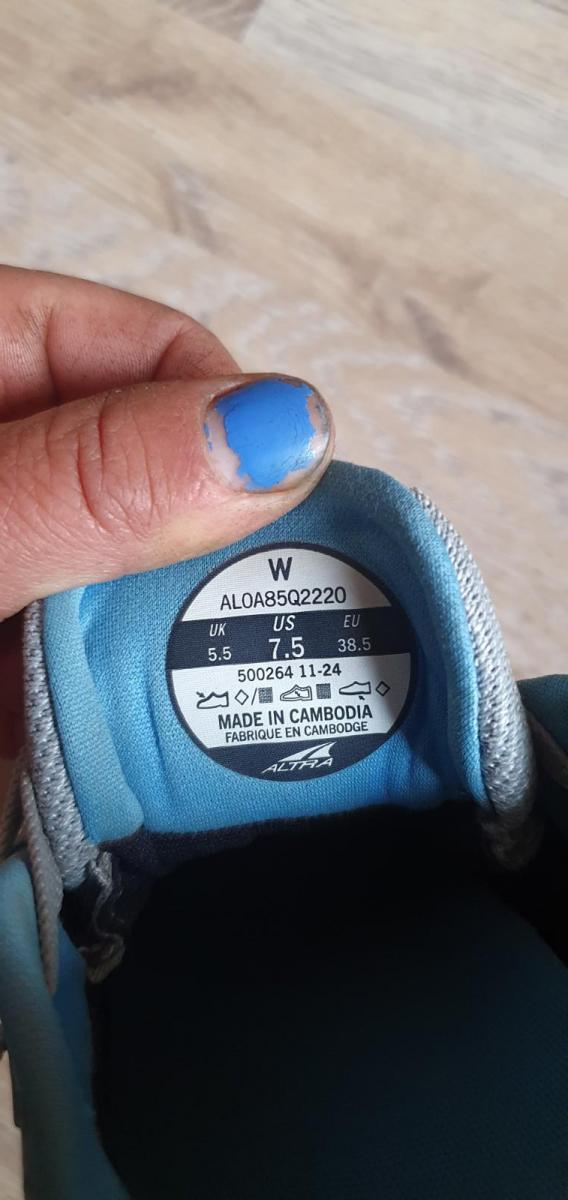 W
AL0A85Q2220
UK US EU
5.5 7.5 38.5
500264 11-24
MADE IN CAMBODIA
FABRIQUE EN CAMBODGE
ALTRA